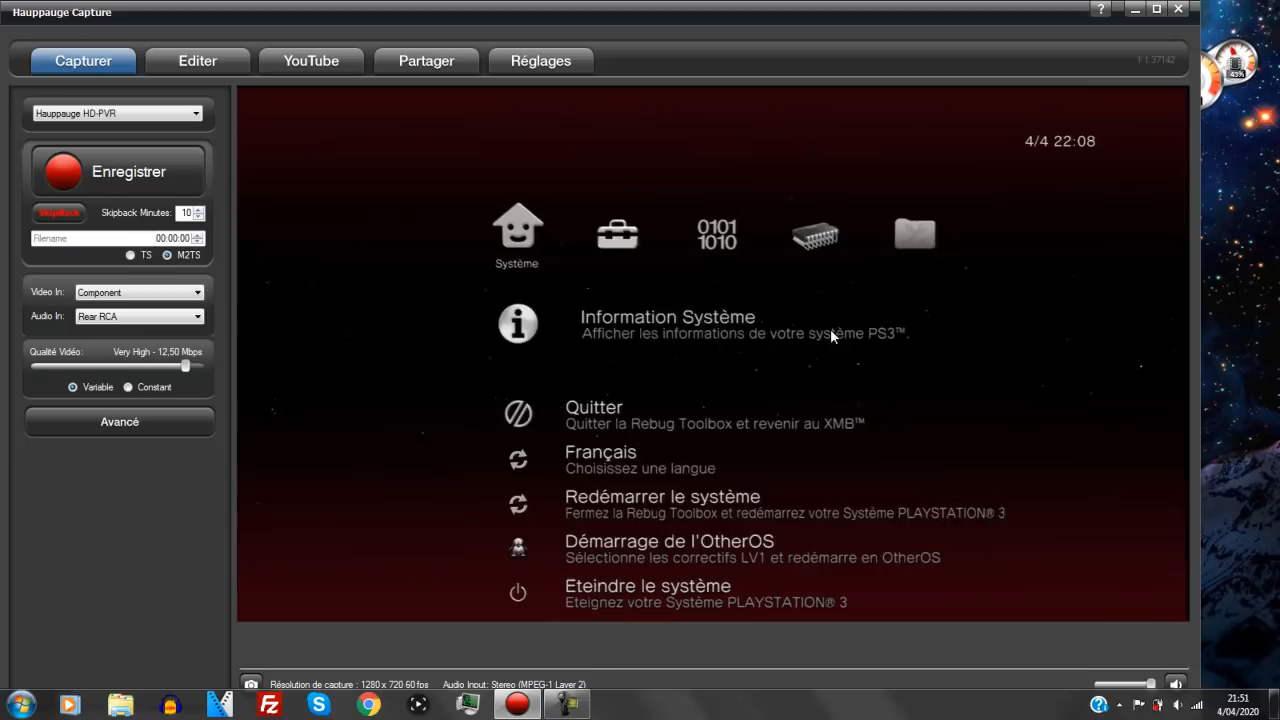 Hauppauge Capture
?
Capturer
Editer
YouTube
Partager
Réglages
1 1 37142
43%
Hauppauge HD-PVR
Enregistrer
SkipBack
Skipback Minutes: 10
Filename 00:00:00
TS
M2TS
Video In: Component
Audio In: Rear RCA
Qualité Vidéo: Very High - 12,50 Mbps
Variable
Constant
Avancé
4/4 22:08
0101
1010
Système
Information Système
Afficher les informations de votre système PS3™.
Quitter
Quitter la Rebug Toolbox et revenir au XMB™
Français
Choisissez une langue
Redémarrer le système
Fermez la Rebug Toolbox et redémarrez votre Système PLAYSTATION® 3
Démarrage de l'OtherOS
Sélectionne les correctifs LV1 et redémarre en OtherOS
Eteindre le système
Eteignez votre Système PLAYSTATION® 3
Résolution de capture : 1280 x 720 60 fps
Audio Input: Stereo (MPEG-1 Layer 2)
Fz
21:51
4/04/2020